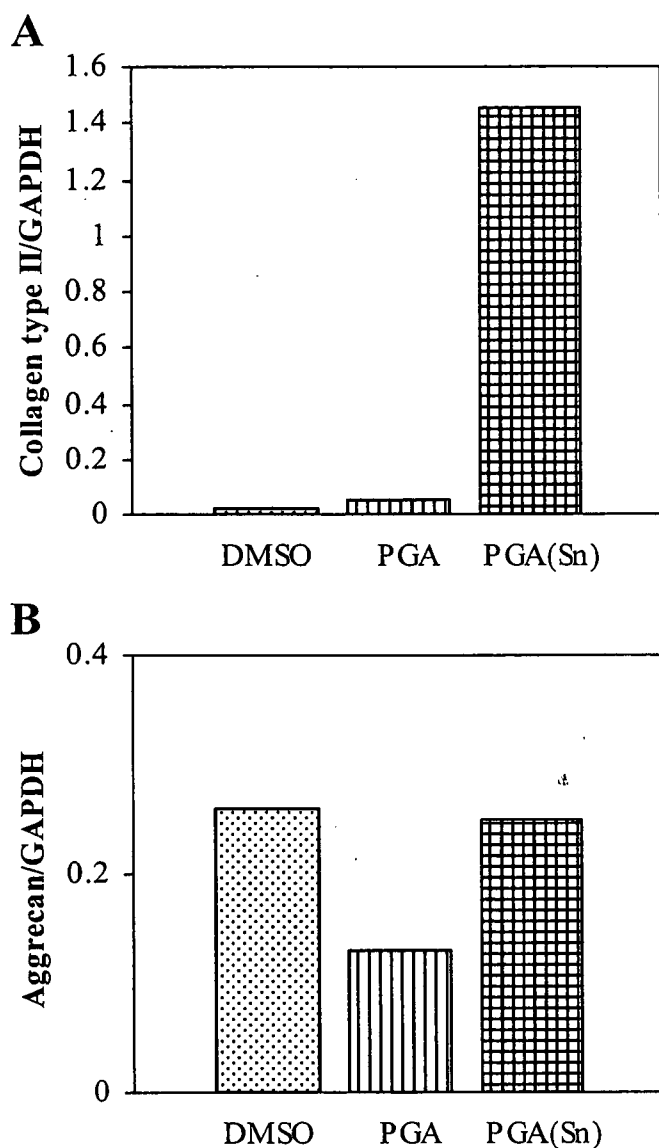 A
Collagen type II/GAPDH
1.6
1.4
1.2
1
0.8
0.6
0.4
0.2
0
DMSO PGA PGA(Sn)
B
Aggrecan/GAPDH
0.4
0.2
0
DMSO PGA PGA(Sn)